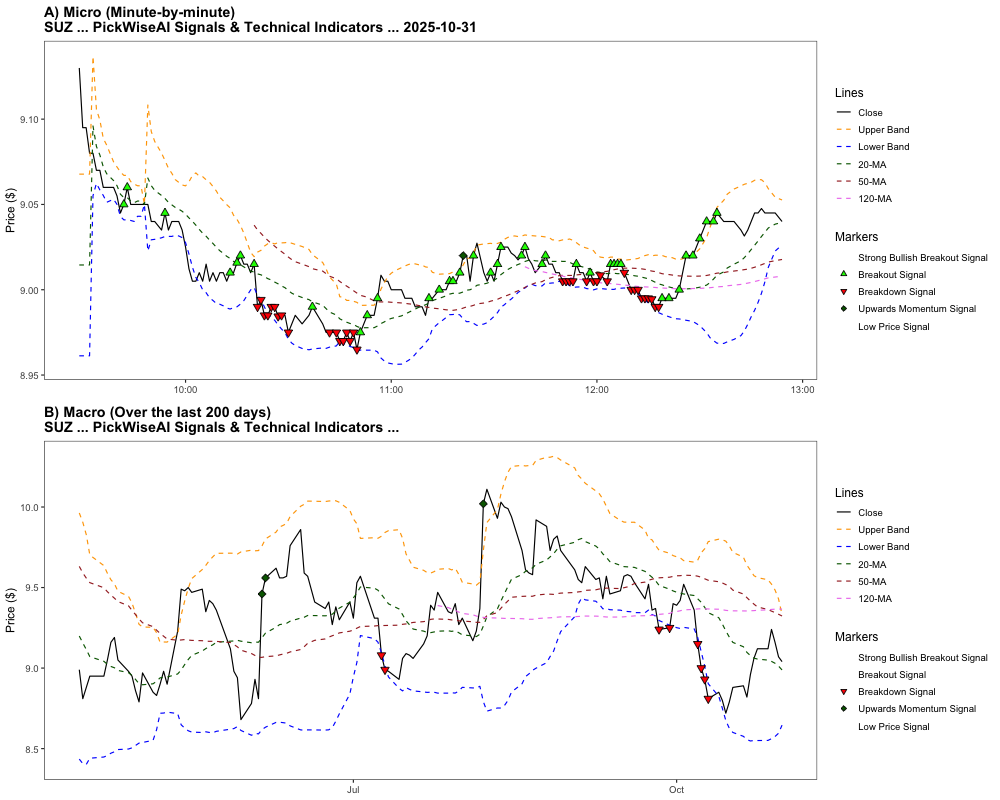 A) Micro (Minute-by-minute)
SUZ ... PickWiseAI Signals & Technical Indicators ... 2025-10-31
Price ($)
9.10
9.05
9.00
8.95
10:00
11:00
12:00
13:00
Lines
Close
Upper Band
Lower Band
20-MA
50-MA
120-MA
Markers
Strong Bullish Breakout Signal
Breakout Signal
Breakdown Signal
Upwards Momentum Signal
Low Price Signal
B) Macro (Over the last 200 days)
SUZ ... PickWiseAI Signals & Technical Indicators ...
Price ($)
10.0
9.5
9.0
8.5
Jul
Oct
Lines
Close
Upper Band
Lower Band
20-MA
50-MA
120-MA
Markers
Strong Bullish Breakout Signal
Breakout Signal
Breakdown Signal
Upwards Momentum Signal
Low Price Signal